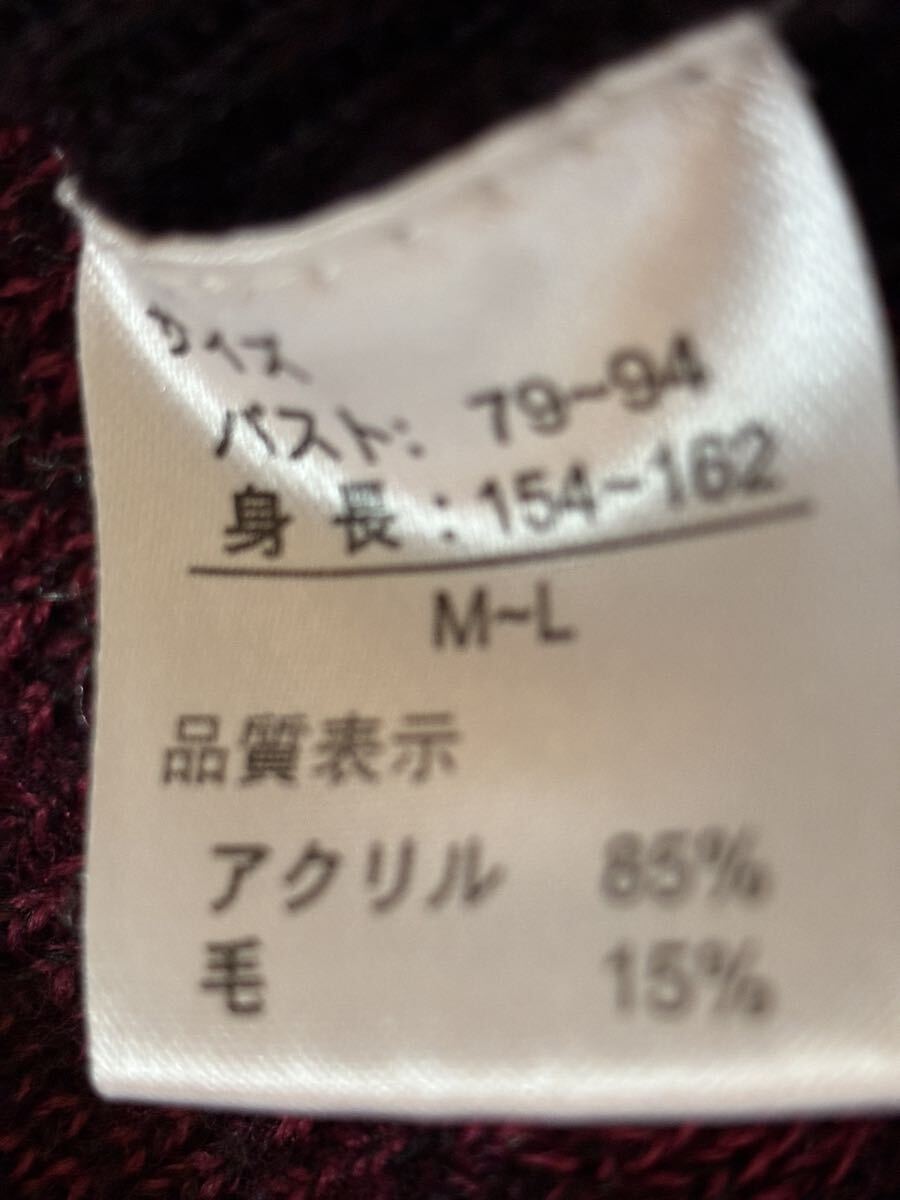 サイズ
バスト: 79~94
身長:154~162
M~L
品質表示
アクリル 85%
毛 15%